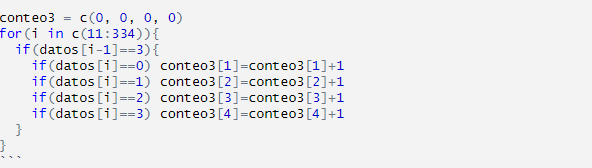 conteo3 = c(0, 0, 0, 0)
for(i in c(11:334)){
  if(datos[i-1]==3){
    if(datos[i]==0) conteo3[1]=conteo3[1]+1
    if(datos[i]==1) conteo3[2]=conteo3[2]+1
    if(datos[i]==2) conteo3[3]=conteo3[3]+1
    if(datos[i]==3) conteo3[4]=conteo3[4]+1
  }
}
```